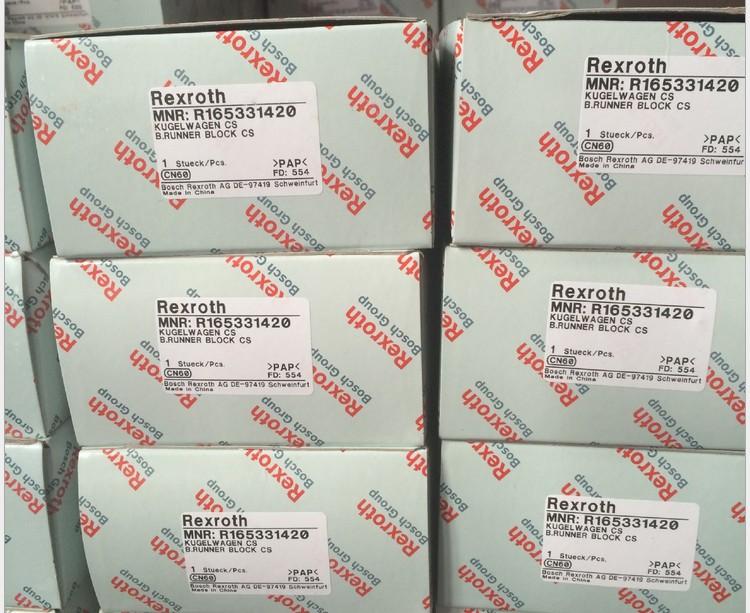 Rexroth
MNR: R165331420
KUGELWAGEN CS
B.RUNNER BLOCK CS
1 Stueck/Pcs. >PAP<
CN60 FD: 554
Bosch Rexroth AG DE-97419 Schweinfurt
Made in China
Rexroth
MNR: R165331420
KUGELWAGEN CS
B.RUNNER BLOCK CS
1 Stueck/Pcs. >PAP<
CN60 FD: 554
Bosch Rexroth AG DE-97419 Schweinfurt
Made in China
Rexroth
MNR: R165331420
KUGELWAGEN CS
B.RUNNER BLOCK CS
1 Stueck/Pcs. >PAP<
CN60 FD: 554
Bosch Rexroth AG DE-97419 Schweinfurt
Made in China
Rexroth
MNR: R165331420
KUGELWAGEN CS
B.RUNNER BLOCK CS
1 Stueck/Pcs. >PAP<
CN60 FD: 554
Bosch Rexroth AG DE-97419 Schweinfurt
Made in China
Rexroth
MNR: R165331420
KUGELWAGEN CS
B.RUNNER BLOCK CS
1 Stueck/Pcs. >PAP<
CN60 FD: 554
Bosch Rexroth AG DE-97419 Schweinfurt
Made in China
Rexroth
MNR: R165331420
KUGELWAGEN CS
B.RUNNER BLOCK CS
1 Stueck/Pcs. >PAP<
CN60 FD: 554
Bosch Rexroth AG DE-97419 Schweinfurt
Made in China
Rexroth
Bosch Group